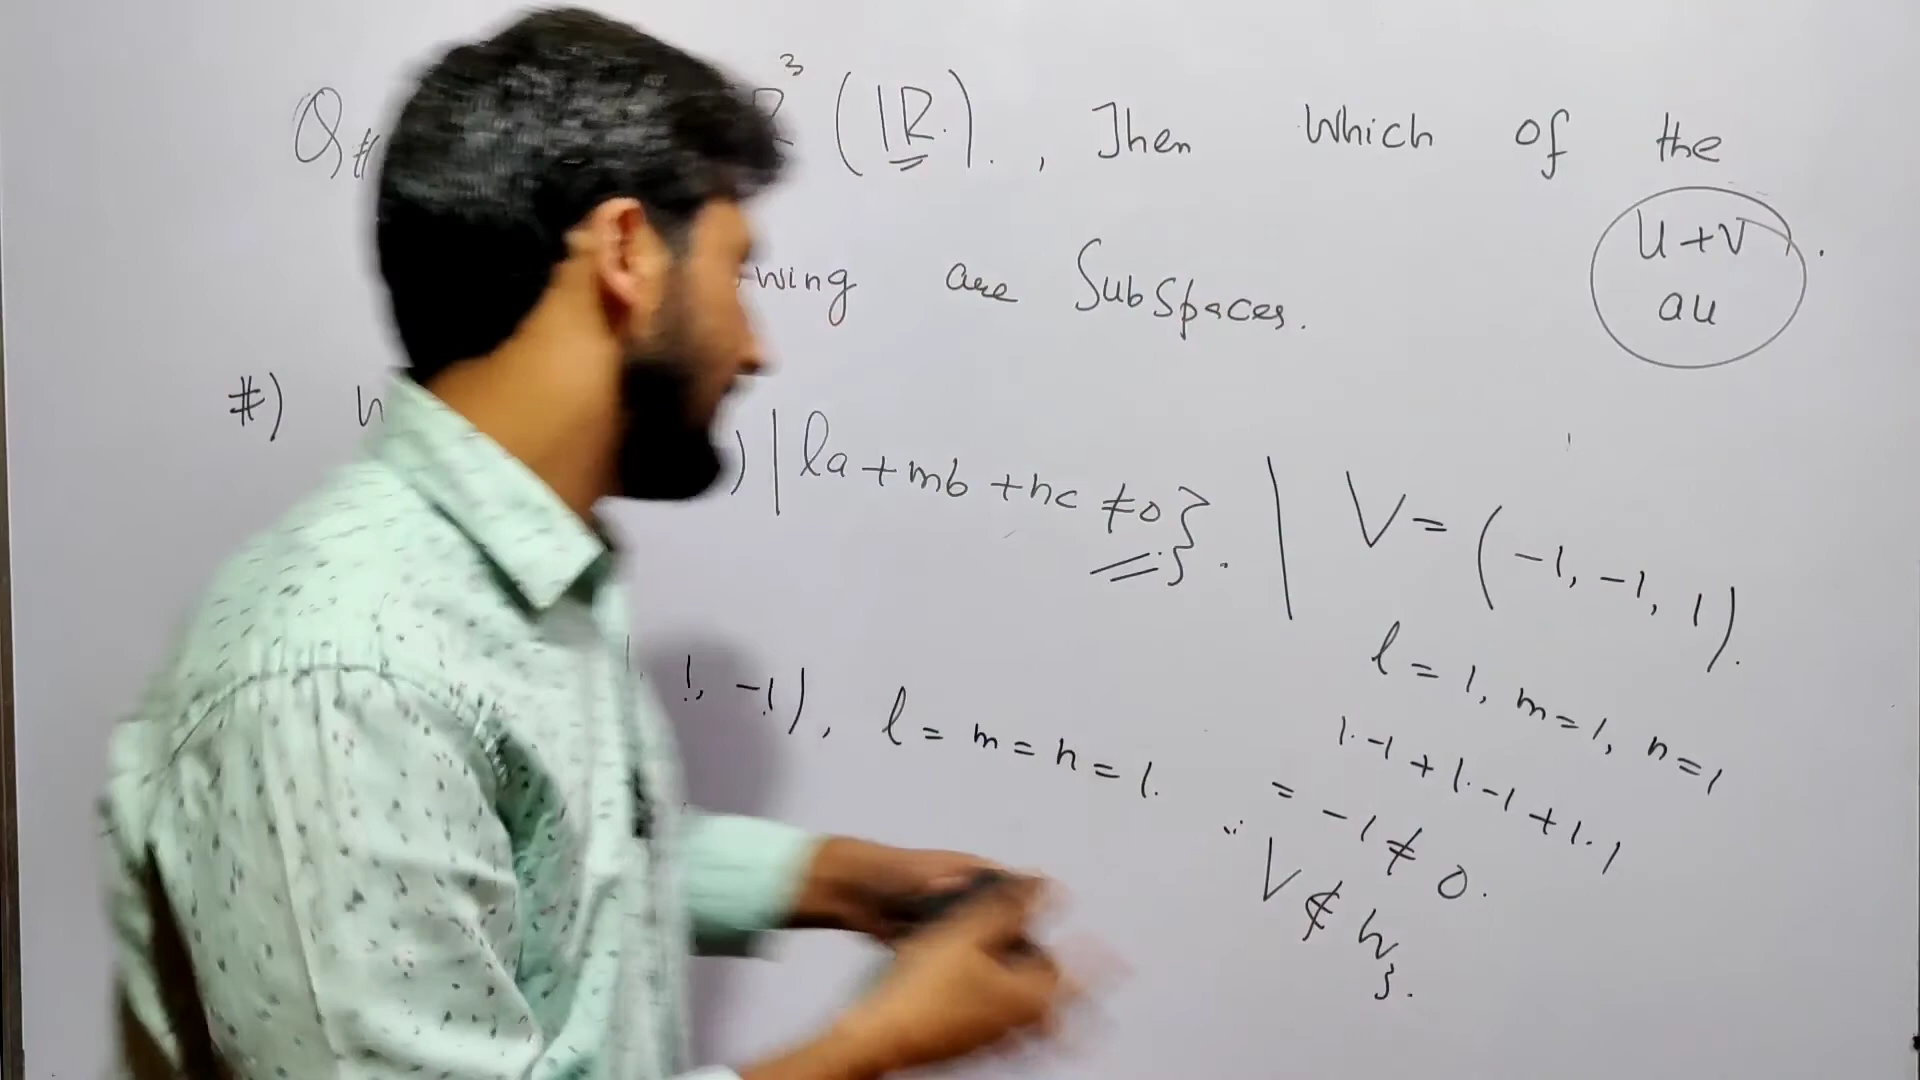 Q# ³ (IR). , Then Which Of the
are SubSpaces.
u+v
au
#) ) | la + mb + nc ≠ 0}.
V = (-1, -1, 1).
l = 1, m = 1, n = 1
1, -1), l = m = n = 1.
1.-1 + 1.-1 + 1.1
= -1 ≠ 0.
V ∉ W₃.